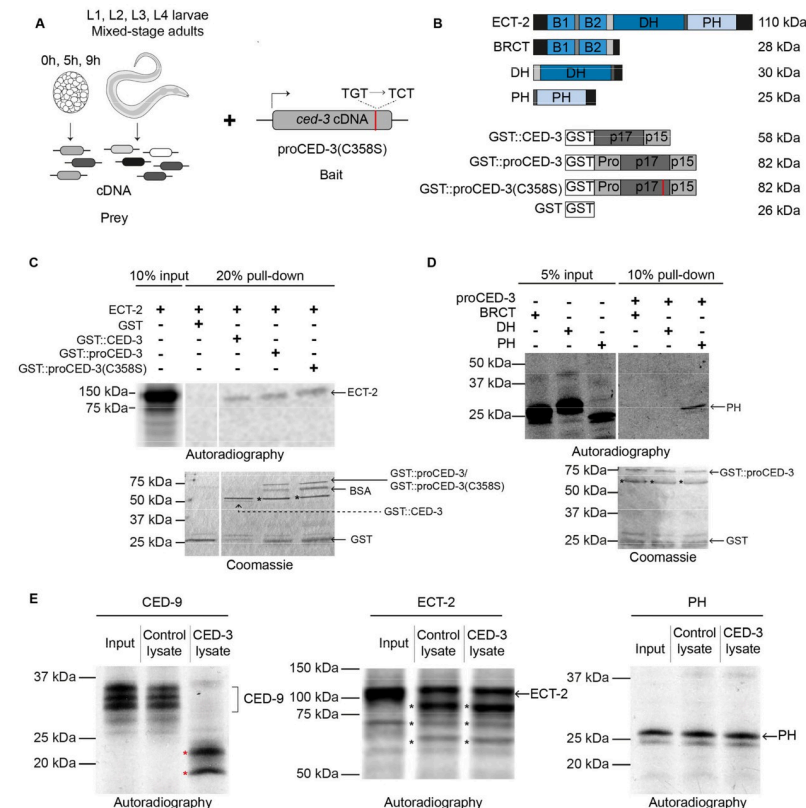 A
L1, L2, L3, L4 larvae
Mixed-stage adults
0h, 5h, 9h
cDNA
Prey
+
TGT → TCT
ced-3 cDNA
proCED-3(C358S)
Bait
B
ECT-2 B1 B2 DH PH 110 kDa
BRCT B1 B2 28 kDa
DH DH 30 kDa
PH PH 25 kDa
GST::CED-3 GST p17 p15 58 kDa
GST::proCED-3 GST Pro p17 p15 82 kDa
GST::proCED-3(C358S) GST Pro p17 p15 82 kDa
GST GST 26 kDa
C
10% input 20% pull-down
ECT-2 + + + + +
GST - + - - -
GST::CED-3 - - + - -
GST::proCED-3 - - - + -
GST::proCED-3(C358S) - - - - +
150 kDa
75 kDa
ECT-2
Autoradiography
75 kDa
50 kDa
37 kDa
25 kDa
* *
GST::proCED-3/
GST::proCED-3(C358S)
BSA
GST::CED-3
GST
Coomassie
D
5% input 10% pull-down
proCED-3 - - - + + +
BRCT + - - + - -
DH - + - - + -
PH - - + - - +
50 kDa
37 kDa
25 kDa
PH
Autoradiography
75 kDa
50 kDa
37 kDa
25 kDa
* * *
GST::proCED-3
GST
Coomassie
E
CED-9
Input Control lysate CED-3 lysate
37 kDa
25 kDa
20 kDa
CED-9
*
*
Autoradiography
ECT-2
Input Control lysate CED-3 lysate
150 kDa
100 kDa
75 kDa
50 kDa
* *
* *
* *
ECT-2
Autoradiography
PH
Input Control lysate CED-3 lysate
37 kDa
25 kDa
20 kDa
PH
Autoradiography